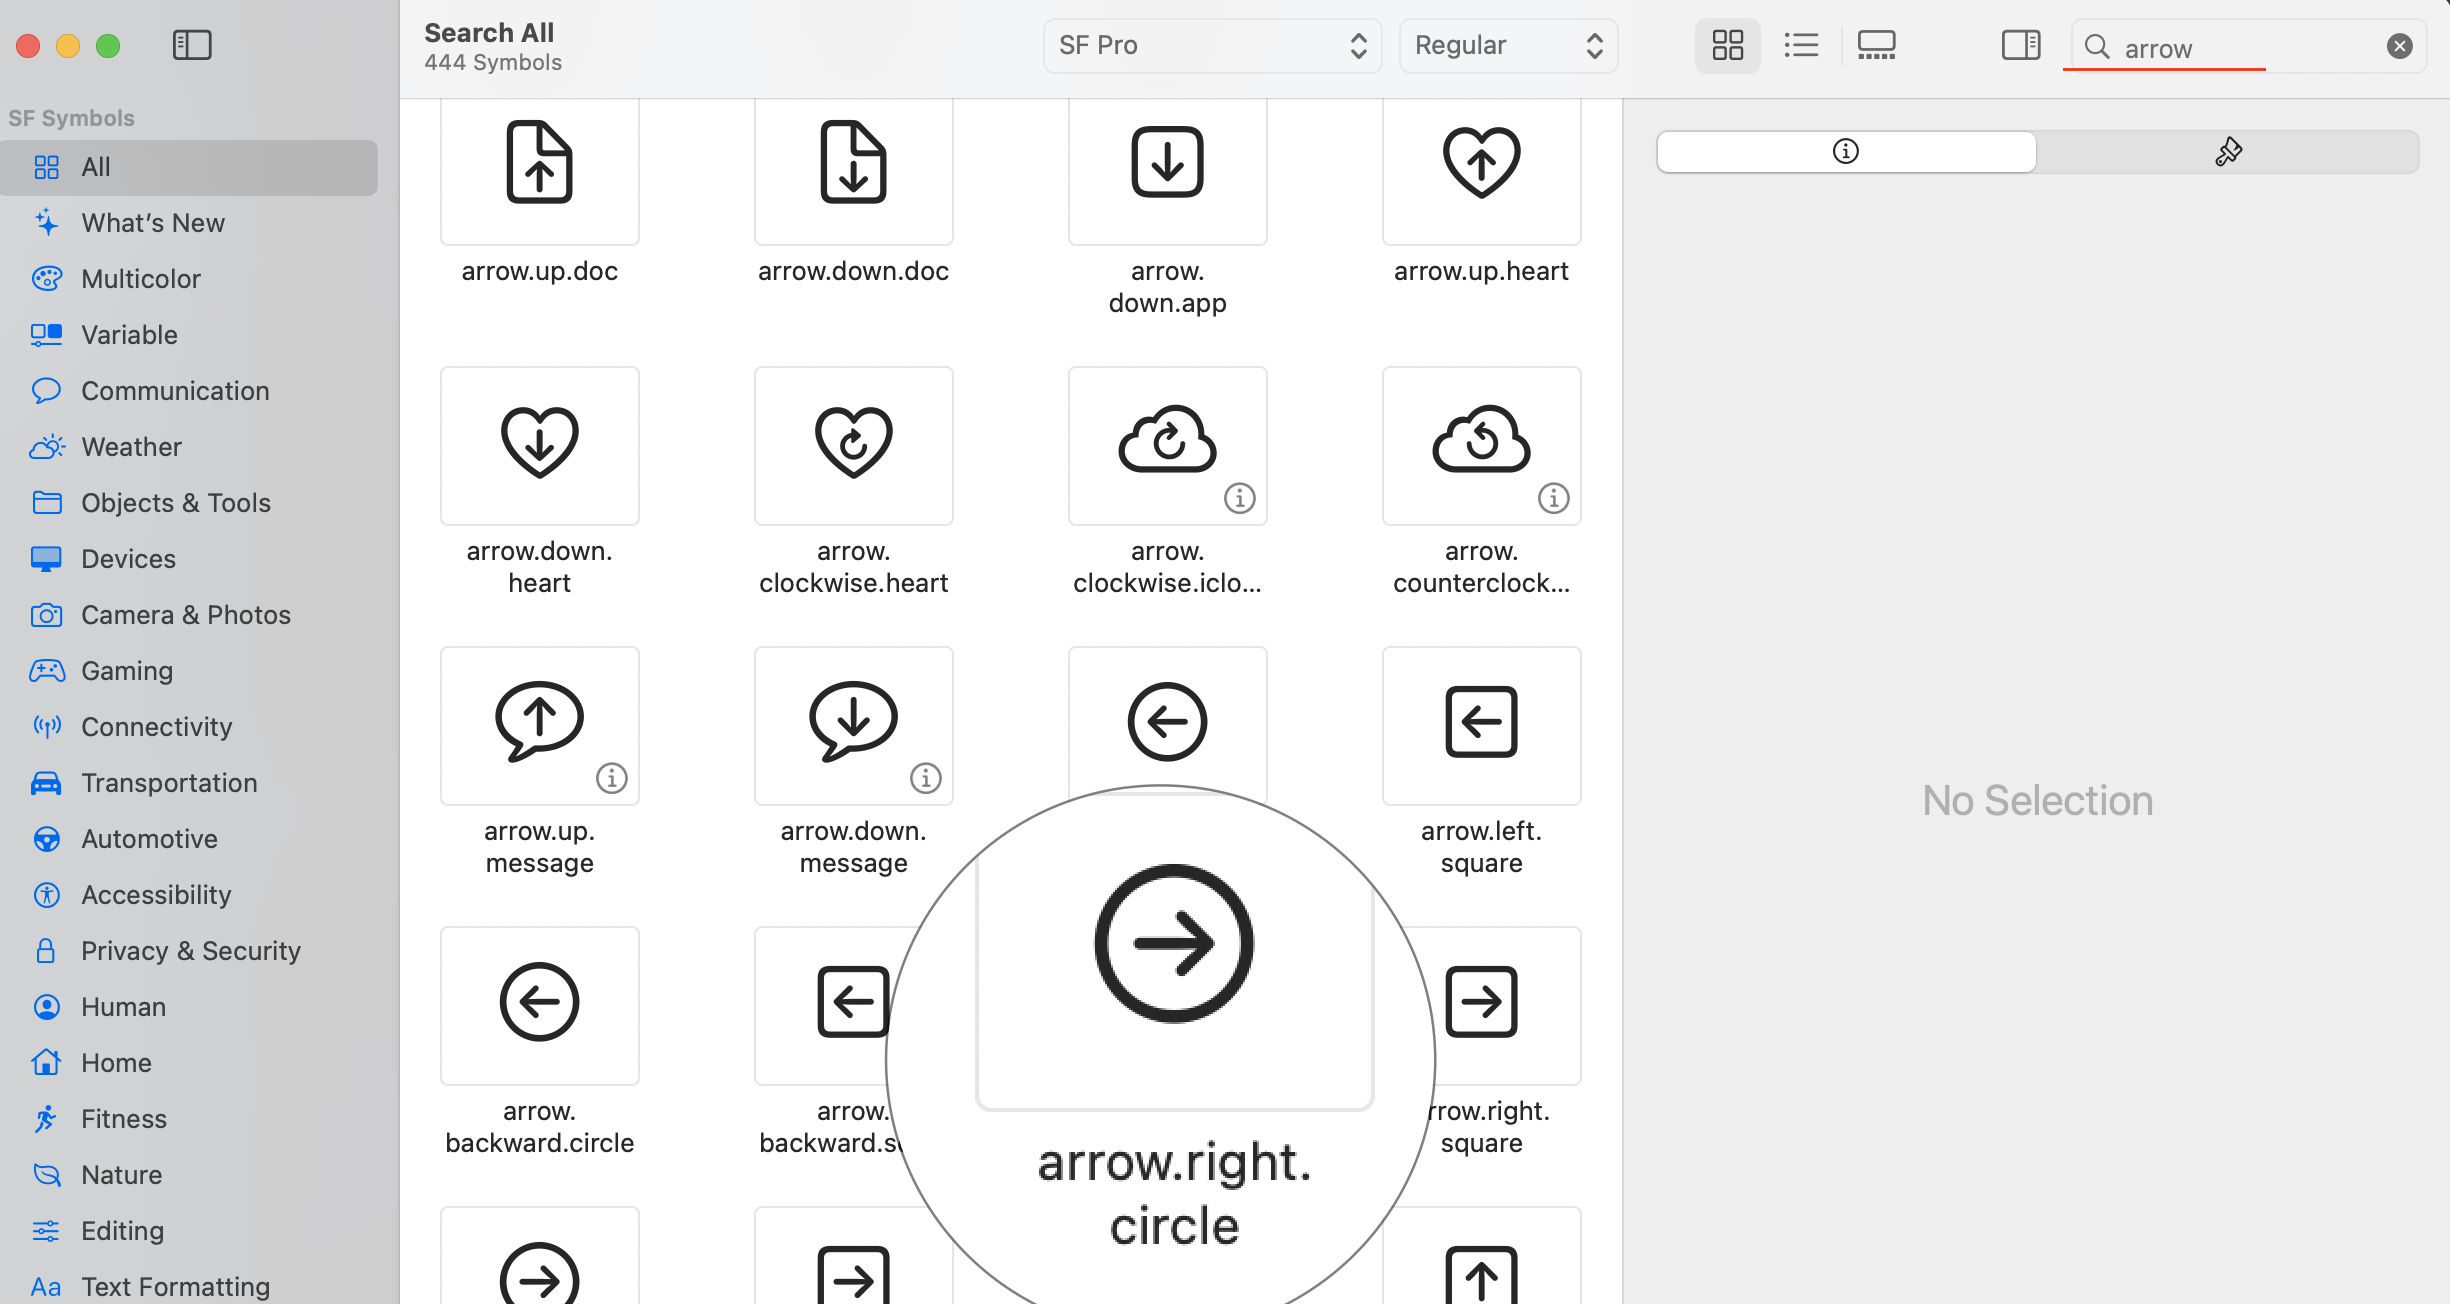 Search All
444 Symbols
SF Pro
Regular
arrow
SF Symbols
All
What's New
Multicolor
Variable
Communication
Weather
Objects & Tools
Devices
Camera & Photos
Gaming
Connectivity
Transportation
Automotive
Accessibility
Privacy & Security
Human
Home
Fitness
Nature
Editing
Aa Text Formatting
arrow.up.doc
arrow.down.doc
arrow.
down.app
arrow.up.heart
arrow.down.
heart
arrow.
clockwise.heart
arrow.
clockwise.iclo...
arrow.
counterclock...
arrow.up.
message
arrow.down.
message
arrow.left.
square
arrow.
backward.circle
arrow.
backward.s
arrow.right.
circle
rrow.right.
square
No Selection